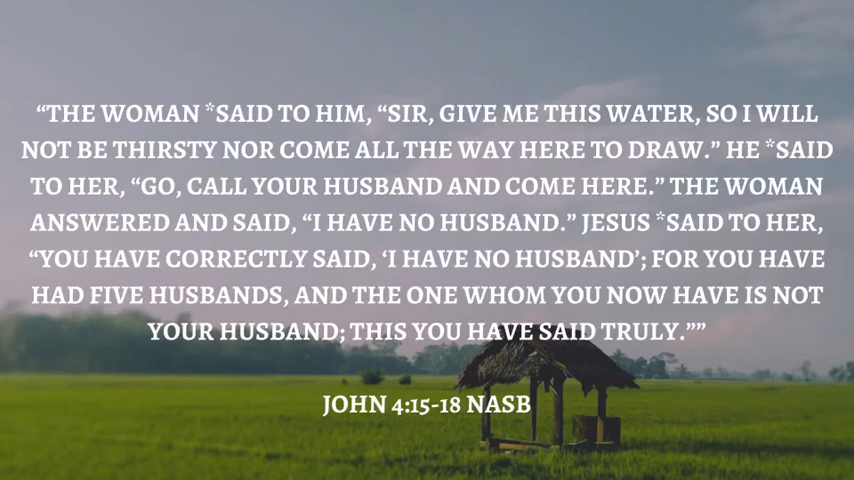 “THE WOMAN *SAID TO HIM, “SIR, GIVE ME THIS WATER, SO I WILL
NOT BE THIRSTY NOR COME ALL THE WAY HERE TO DRAW.” HE *SAID
TO HER, “GO, CALL YOUR HUSBAND AND COME HERE.” THE WOMAN
ANSWERED AND SAID, “I HAVE NO HUSBAND.” JESUS *SAID TO HER,
“YOU HAVE CORRECTLY SAID, ‘I HAVE NO HUSBAND’; FOR YOU HAVE
HAD FIVE HUSBANDS, AND THE ONE WHOM YOU NOW HAVE IS NOT
YOUR HUSBAND; THIS YOU HAVE SAID TRULY.””
JOHN 4:15-18 NASB